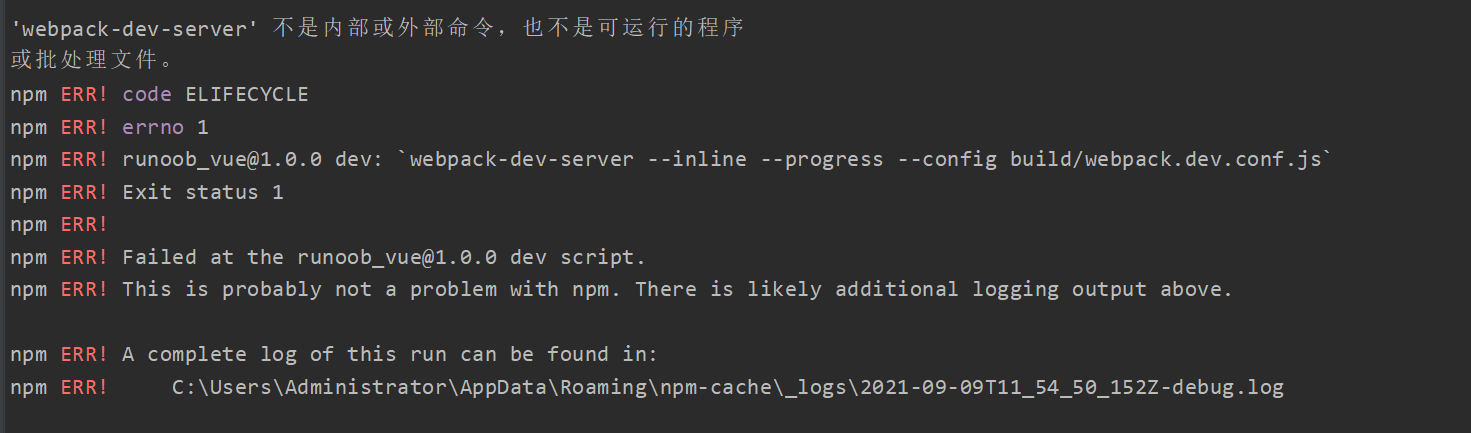 'webpack-dev-server' 不是内部或外部命令，也不是可运行的程序
或批处理文件。
npm ERR! code ELIFECYCLE
npm ERR! errno 1
npm ERR! runoob_vue@1.0.0 dev: `webpack-dev-server --inline --progress --config build/webpack.dev.conf.js`
npm ERR! Exit status 1
npm ERR!
npm ERR! Failed at the runoob_vue@1.0.0 dev script.
npm ERR! This is probably not a problem with npm. There is likely additional logging output above.
npm ERR! A complete log of this run can be found in:
npm ERR!     C:\Users\Administrator\AppData\Roaming\npm-cache\_logs\2021-09-09T11_54_50_152Z-debug.log